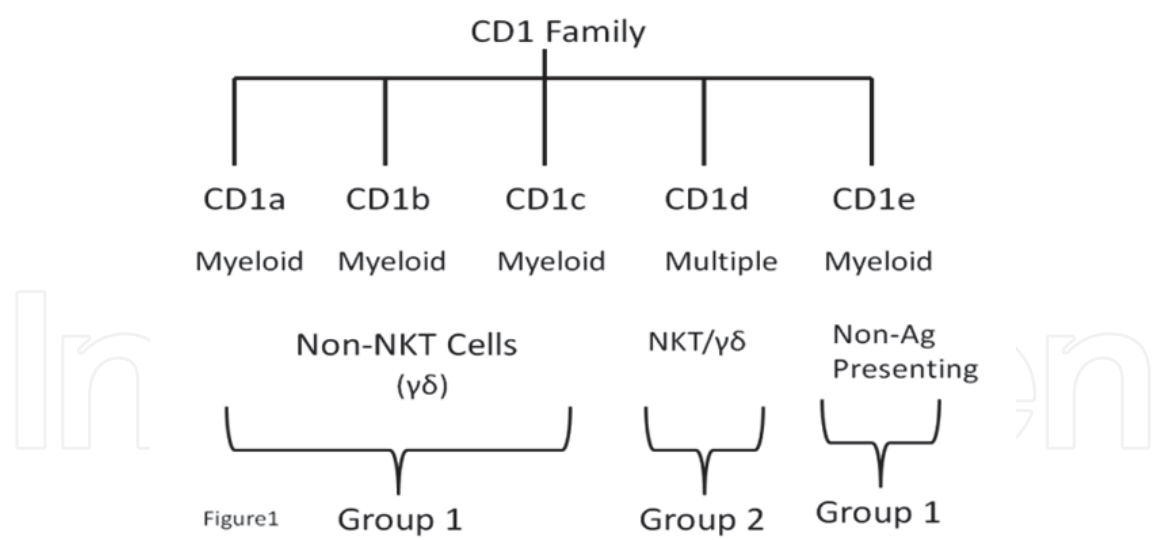 CD1 Family
CD1a CD1b CD1c CD1d CD1e
Myeloid Myeloid Myeloid Multiple Myeloid
Non-NKT Cells
(γδ)
NKT/γδ
Non-Ag
Presenting
Figure1 Group 1 Group 2 Group 1